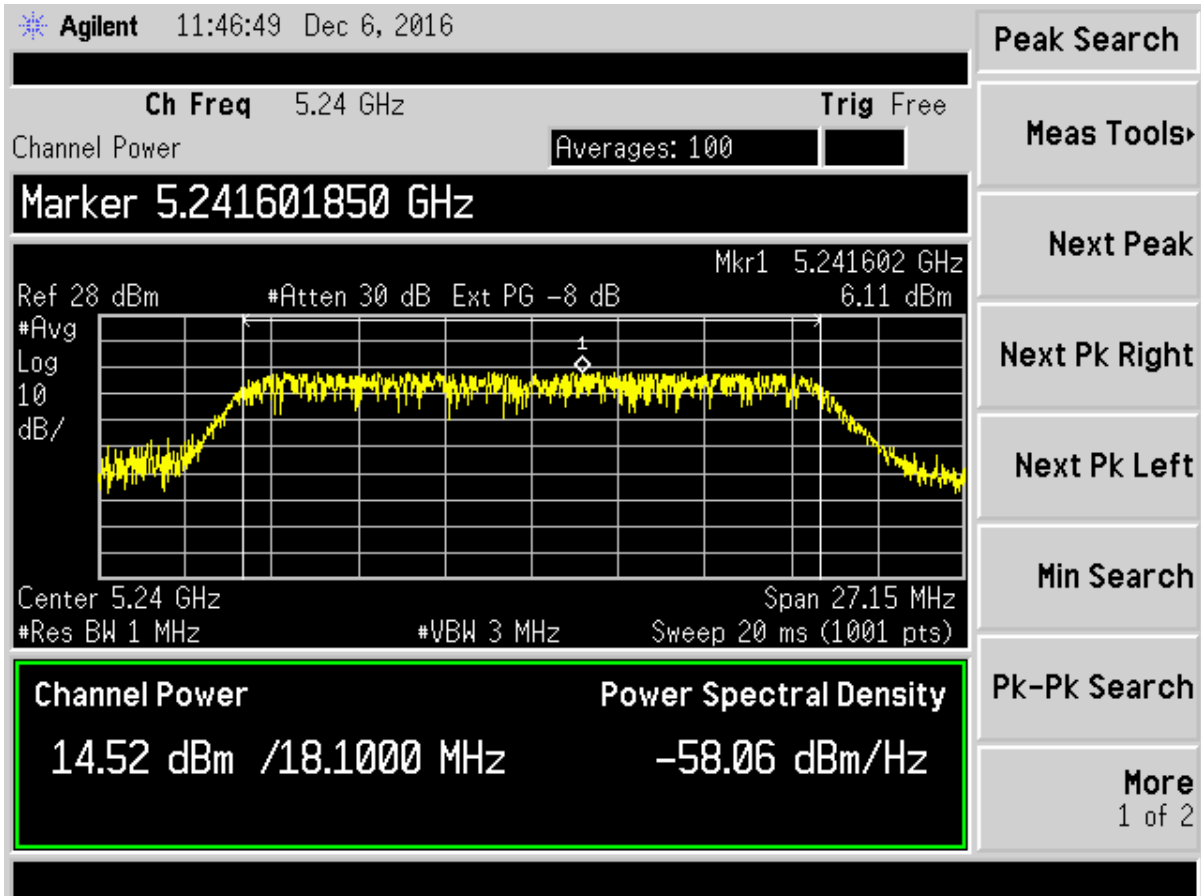 Agilent 11:46:49 Dec 6, 2016
Peak Search
Ch Freq 5.24 GHz Trig Free
Channel Power Averages: 100
Meas Tools
Marker 5.241601850 GHz
Next Peak
Mkr1 5.241602 GHz
Ref 28 dBm #Atten 30 dB Ext PG −8 dB 6.11 dBm
#Avg
Log
10
dB/
1
Next Pk Right
Next Pk Left
Center 5.24 GHz Span 27.15 MHz
#Res BW 1 MHz #VBW 3 MHz Sweep 20 ms (1001 pts)
Min Search
Channel Power Power Spectral Density
14.52 dBm /18.1000 MHz −58.06 dBm/Hz
Pk-Pk Search
More
1 of 2